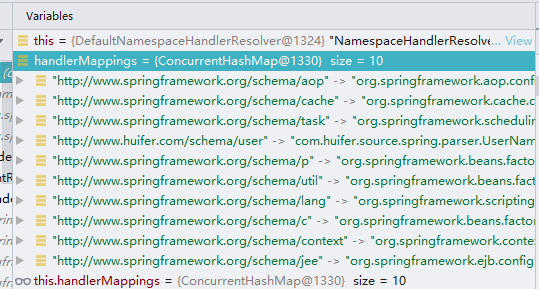 Variables
this = {DefaultNamespaceHandlerResolver@1324} "NamespaceHandlerResolve... View
handlerMappings = {ConcurrentHashMap@1330} size = 10
"http://www.springframework.org/schema/aop" -> "org.springframework.aop.conf
"http://www.springframework.org/schema/cache" -> "org.springframework.cache.c
"http://www.springframework.org/schema/task" -> "org.springframework.schedulin
"http://www.huifer.com/schema/user" -> "com.huifer.source.spring.parser.UserNam
"http://www.springframework.org/schema/p" -> "org.springframework.beans.facto
"http://www.springframework.org/schema/util" -> "org.springframework.beans.fa
"http://www.springframework.org/schema/lang" -> "org.springframework.scripting
"http://www.springframework.org/schema/c" -> "org.springframework.beans.facto
"http://www.springframework.org/schema/context" -> "org.springframework.conte
"http://www.springframework.org/schema/jee" -> "org.springframework.ejb.config
this.handlerMappings = {ConcurrentHashMap@1330} size = 10